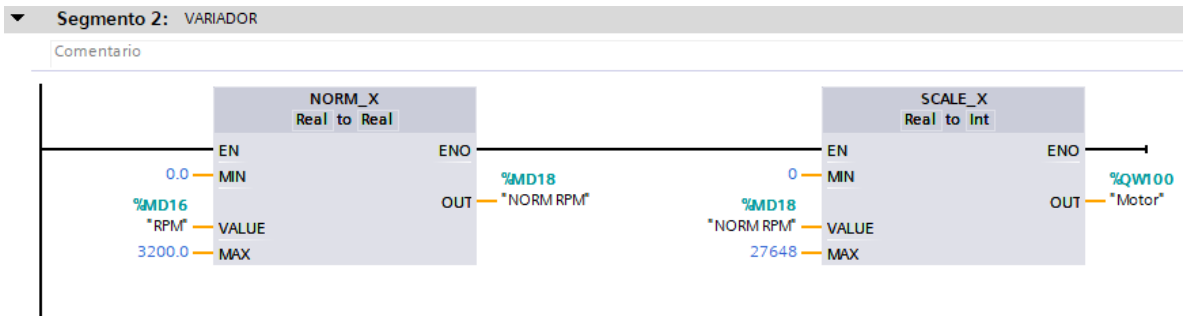 Segmento 2: VARIADOR
Comentario
NORM_X
Real to Real
EN
ENO
0.0
MIN
%MD16
"RPM"
VALUE
3200.0
MAX
%MD18
OUT
"NORM RPM"
SCALE_X
Real to Int
EN
ENO
0
MIN
%MD18
"NORM RPM"
VALUE
27648
MAX
%QW100
OUT
"Motor"